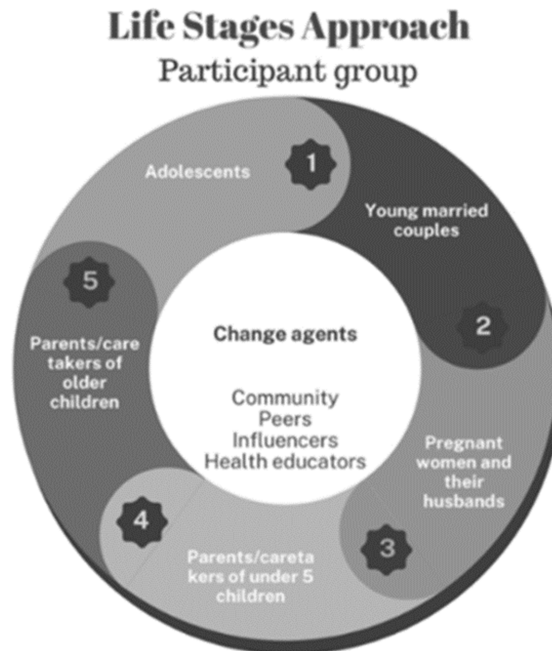 Life Stages Approach
Participant group
1
Adolescents
Young married
couples
2
Pregnant
women and
their
husbands
3
Parents/careta
kers of under 5
children
4
Parents/care
takers of
older
children
5
Change agents
Community
Peers
Influencers
Health educators